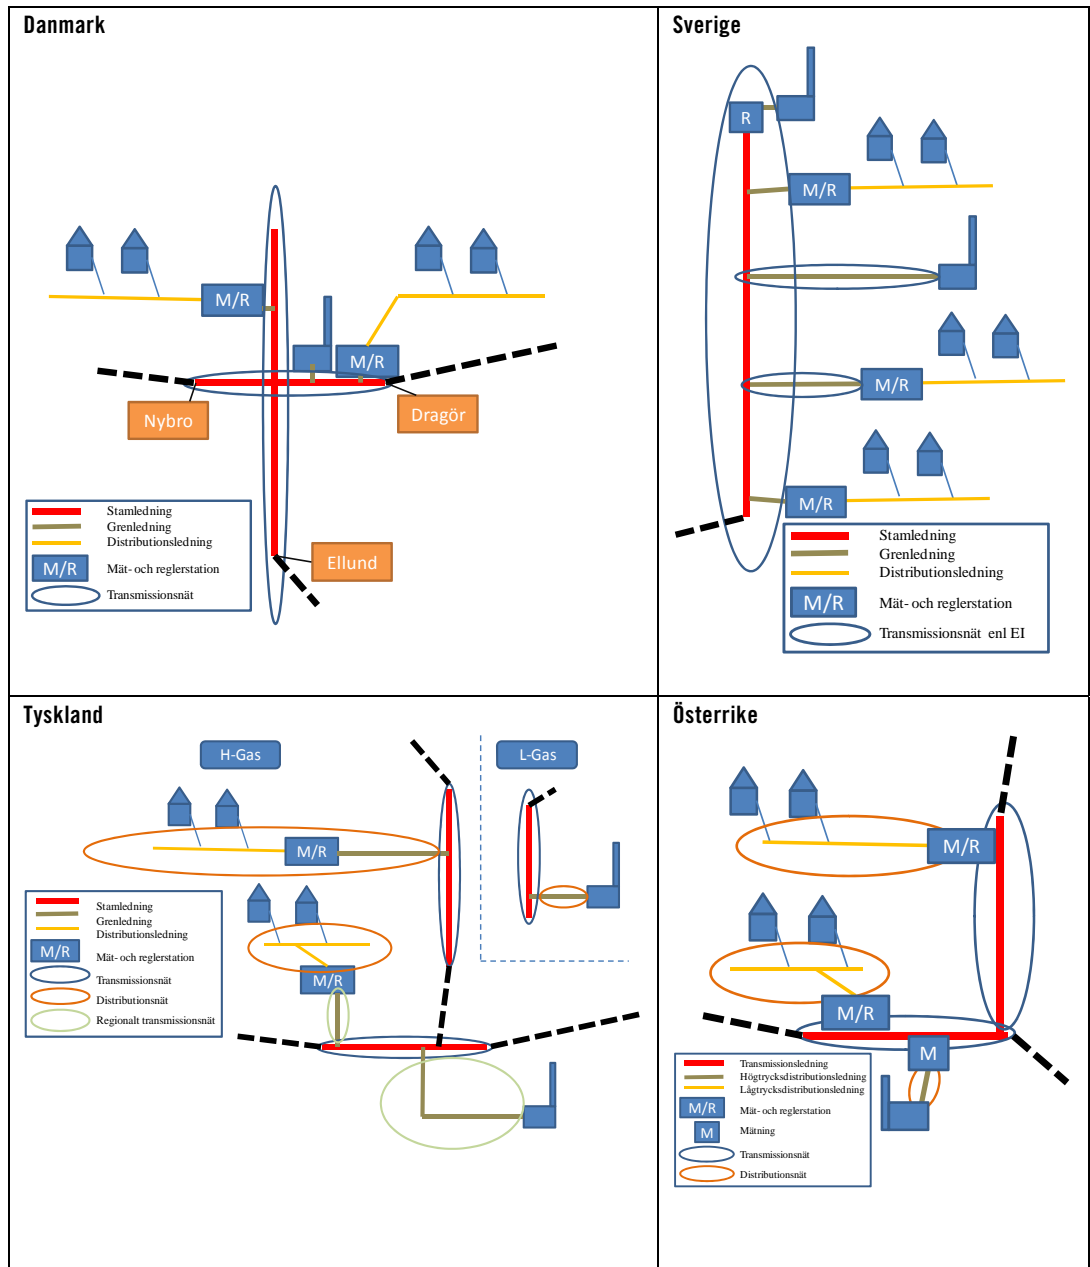 Danmark
M/R
M/R
Nybro
Dragör
Ellund
Stamledning
Grenledning
Distributionsledning
M/R Mät- och reglerstation
Transmissionsnät
Sverige
R
M/R
M/R
M/R
Stamledning
Grenledning
Distributionsledning
M/R Mät- och reglerstation
Transmissionsnät enl EI
Tyskland
H-Gas
L-Gas
M/R
M/R
Stamledning
Grenledning
Distributionsledning
M/R Mät- och reglerstation
Transmissionsnät
Distributionsnät
Regionalt transmissionsnät
Österrike
M/R
M/R
M
Transmissionsledning
Högtrycksdistributionsledning
Lågtrycksdistributionsledning
M/R Mät- och reglerstation
M Mätning
Transmissionsnät
Distributionsnät